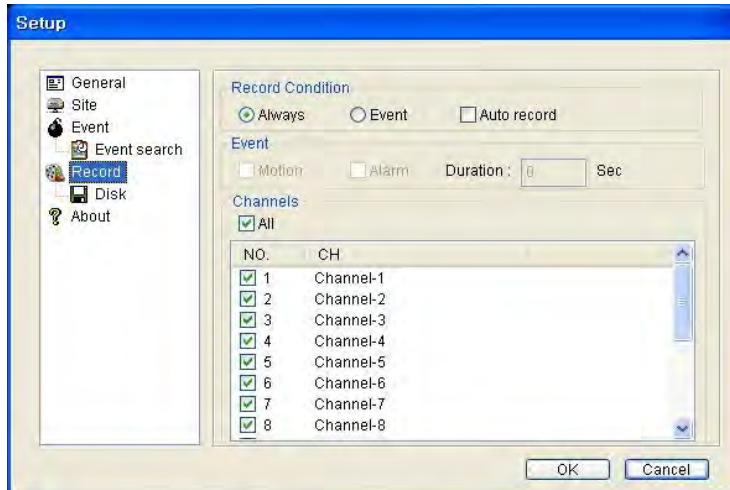 Setup
General
Site
Event
Event search
Record
Disk
About
Record Condition
Always Event Auto record
Event
Motion Alarm Duration : 0 Sec
Channels
All
NO. CH
1 Channel-1
2 Channel-2
3 Channel-3
4 Channel-4
5 Channel-5
6 Channel-6
7 Channel-7
8 Channel-8
OK Cancel